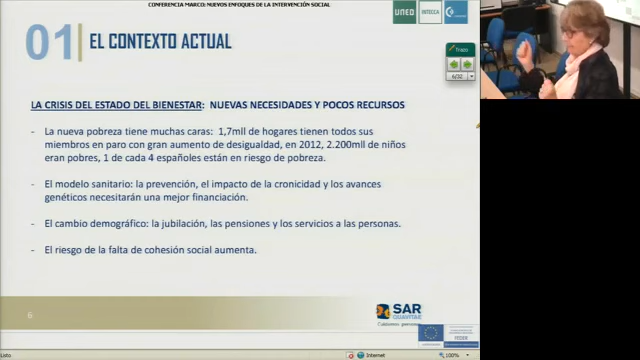 CONFERENCIA MARCO: NUEVOS ENFOQUES DE LA INTERVENCIÓN SOCIAL
UNED
INTECCA
01 EL CONTEXTO ACTUAL
Trazo
6/32
LA CRISIS DEL ESTADO DEL BIENESTAR: NUEVAS NECESIDADES Y POCOS RECURSOS
- La nueva pobreza tiene muchas caras: 1,7mll de hogares tienen todos sus
miembros en paro con gran aumento de desigualdad, en 2012, 2.200mll de niños
eran pobres, 1 de cada 4 españoles están en riesgo de pobreza.
- El modelo sanitario: la prevención, el impacto de la cronicidad y los avances
genéticos necesitarán una mejor financiación.
- El cambio demográfico: la jubilación, las pensiones y los servicios a las personas.
- El riesgo de la falta de cohesión social aumenta.
6
SAR
QUAVITAE
Listo
Internet
100%